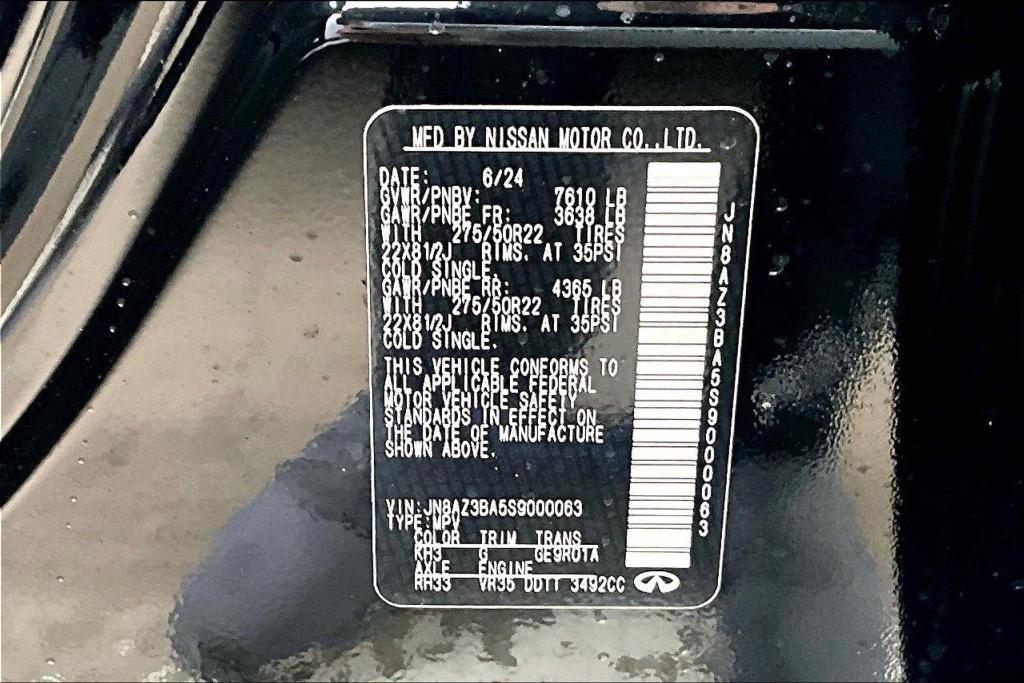 MFD BY NISSAN MOTOR CO.,LTD.
DATE: 6/24
GVWR/PNBV: 7610 LB
GAWR/PNBE FR: 3638 LB
WITH 275/50R22 TIRES
22X81/2J RIMS. AT 35PSI
COLD SINGLE.
GAWR/PNBE RR: 4365 LB
WITH 275/50R22 TIRES
22X81/2J RIMS. AT 35PSI
COLD SINGLE.
THIS VEHICLE CONFORMS TO
ALL APPLICABLE FEDERAL
MOTOR VEHICLE SAFETY
STANDARDS IN EFFECT ON
THE DATE OF MANUFACTURE
SHOWN ABOVE.
VIN:JN8AZ3BA5S9000063
TYPE:MPV
COLOR TRIM TRANS
KH3 G GE9R01A
AXLE ENGINE
RH33 VR35 DDTT 3492CC
JN8AZ3BA5S9000063